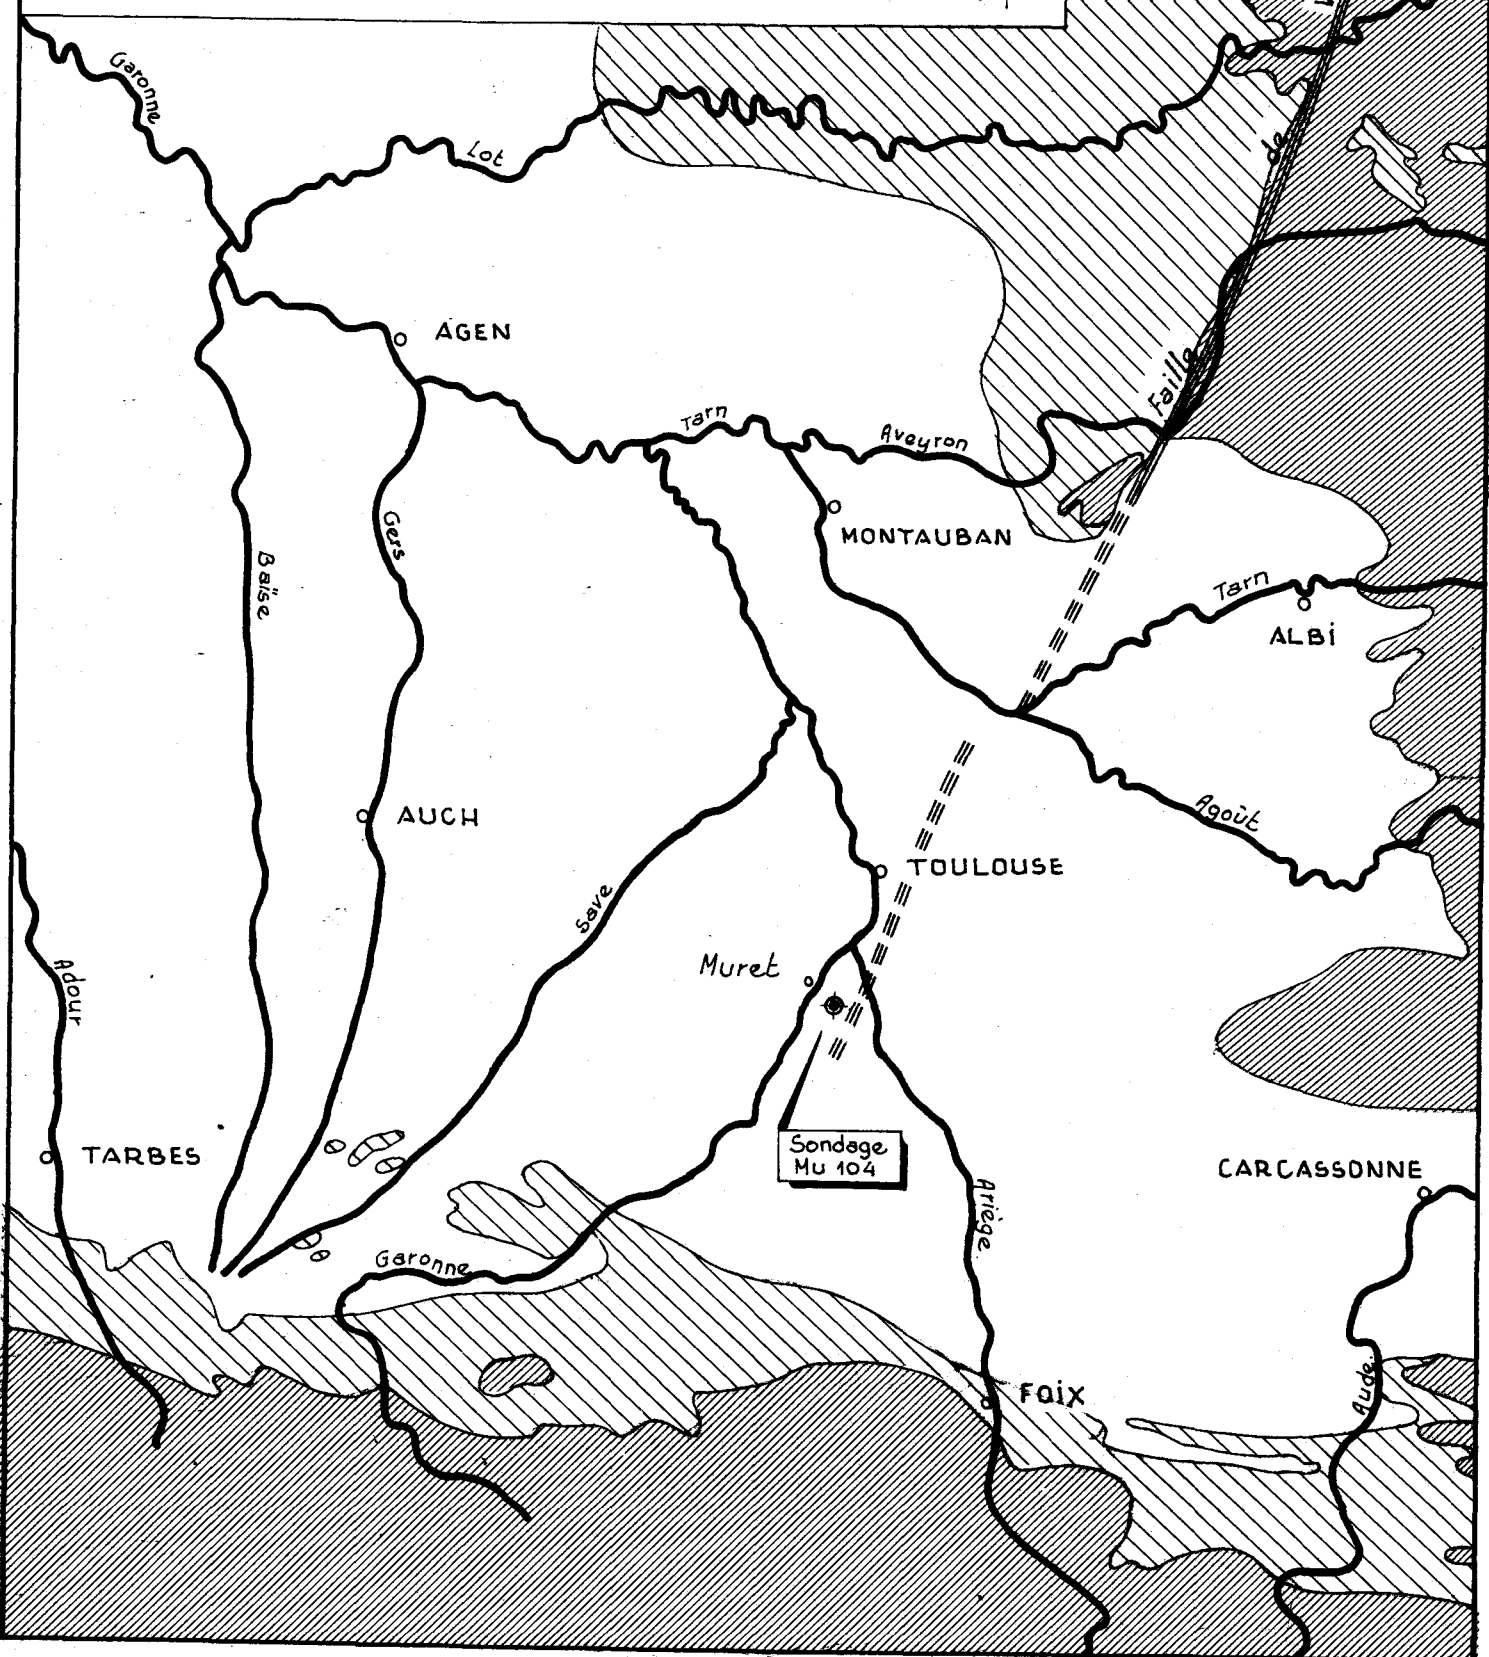 Garonne
Lot
de
AGEN
Faille
Tarn
Aveyron
MONTAUBAN
Gers
Baïse
Tarn
ALBi
AUCH
Agoût
TOULOUSE
Save
Muret
Adour
Sondage
Mu 104
TARBES
CARCASSONNE
Ariège
Garonne
Aude
FOiX